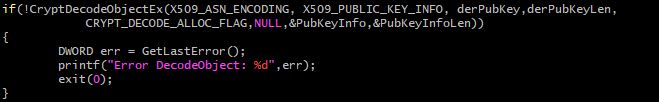 if(!CryptDecodeObjectEx(X509_ASN_ENCODING, X509_PUBLIC_KEY_INFO, derPubKey,derPubKeyLen,
CRYPT_DECODE_ALLOC_FLAG,NULL,&PubKeyInfo,&PubKeyInfoLen))
{
DWORD err = GetLastError();
printf("Error DecodeObject: %d",err);
exit(0);
}